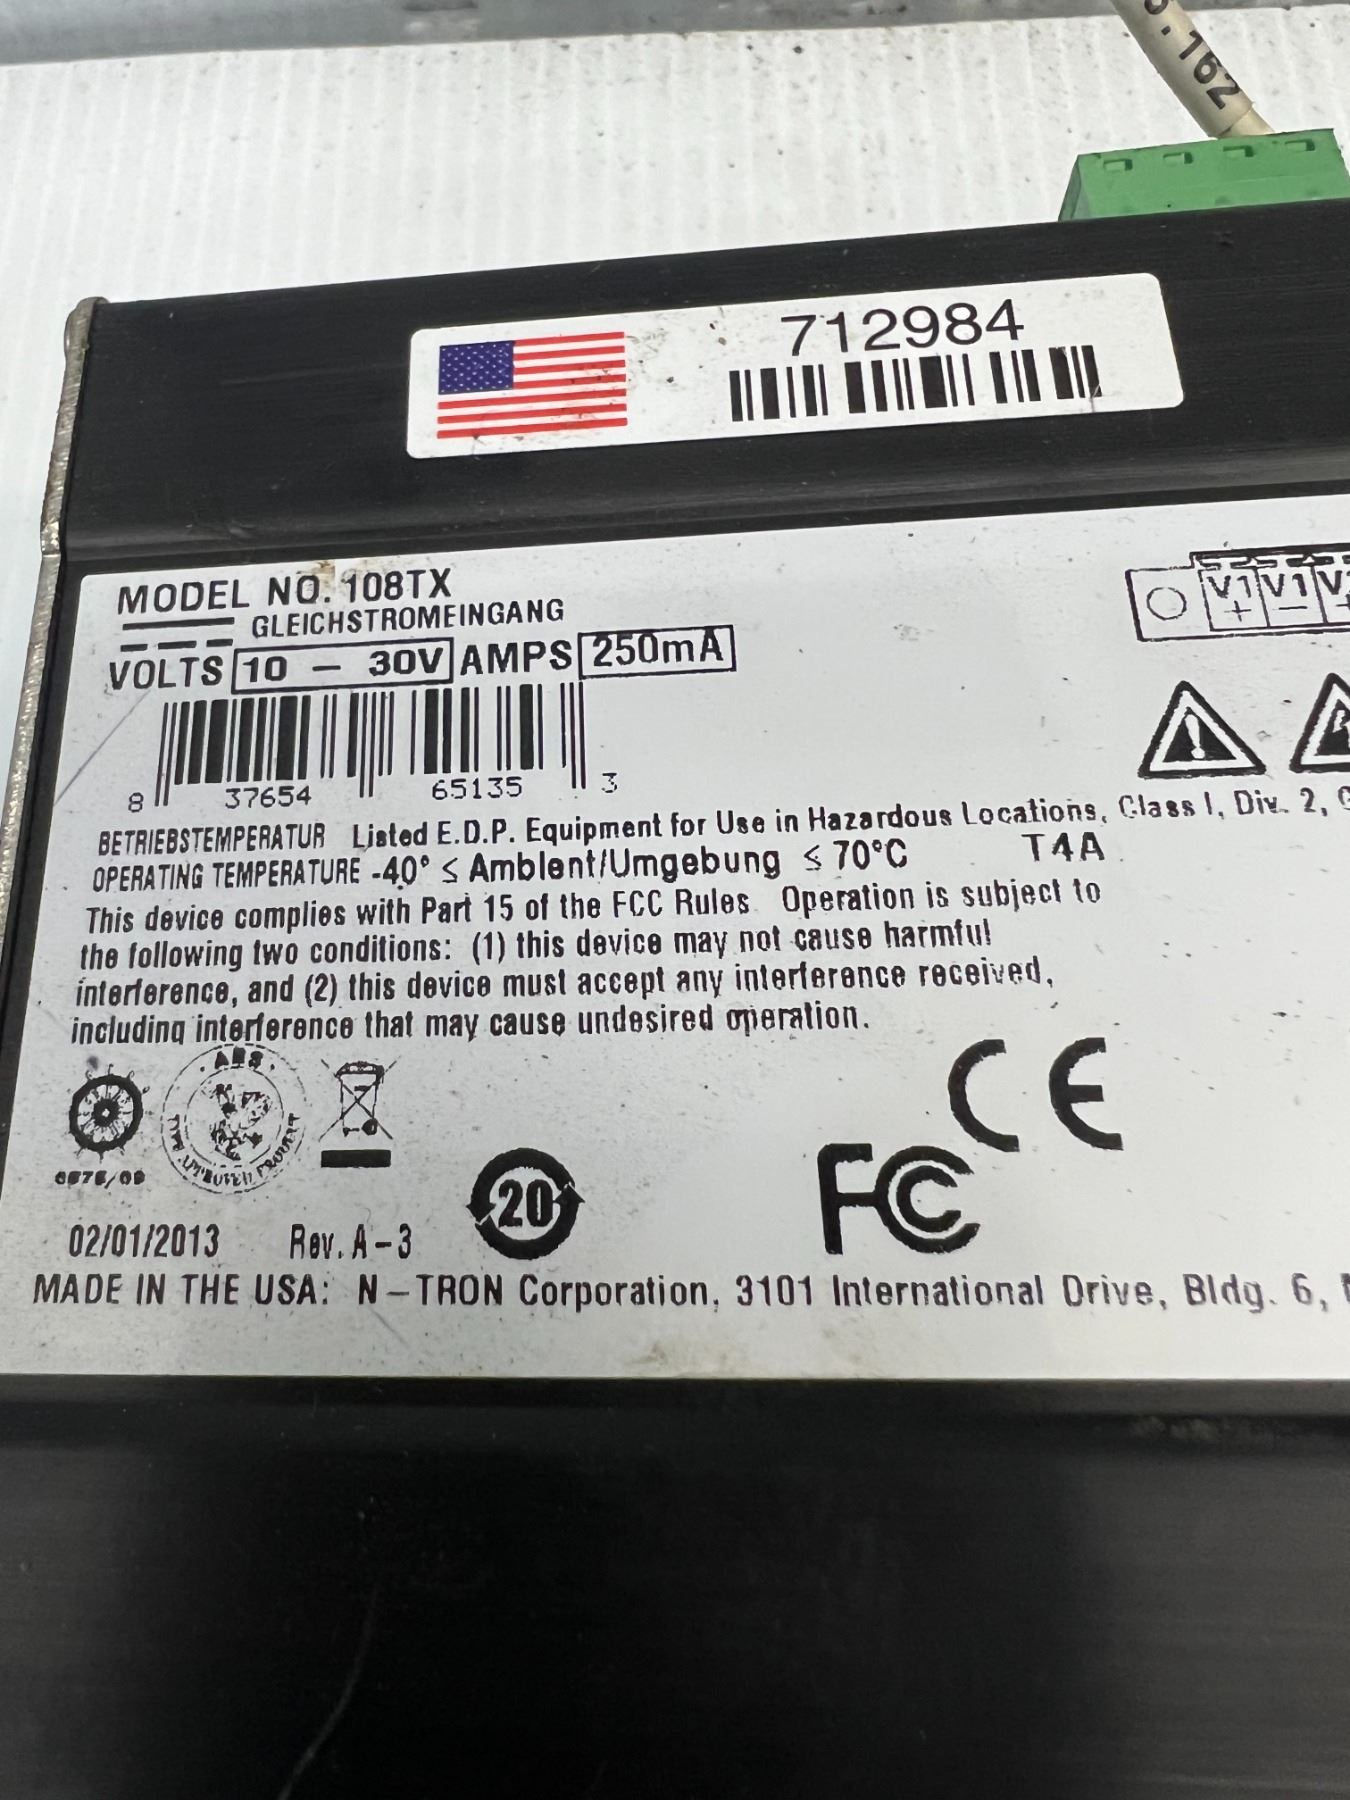 .162
712984
MODEL NO. 108TX
GLEICHSTROMEINGANG
VOLTS 10 – 30V AMPS 250mA
V1 V1
+ –
8 37654 65135 3
BETRIEBSTEMPERATUR Listed E.D.P. Equipment for Use in Hazardous Locations, Class I, Div. 2,
OPERATING TEMPERATURE -40° ≤ Ambient/Umgebung ≤ 70°C T4A
This device complies with Part 15 of the FCC Rules. Operation is subject to
the following two conditions: (1) this device may not cause harmful
interference, and (2) this device must accept any interference received,
including interference that may cause undesired operation.
ABS
TYPE APPROVED PRODUCT
CE
20
FC
02/01/2013 Rev. A-3
MADE IN THE USA: N-TRON Corporation, 3101 International Drive, Bldg. 6,